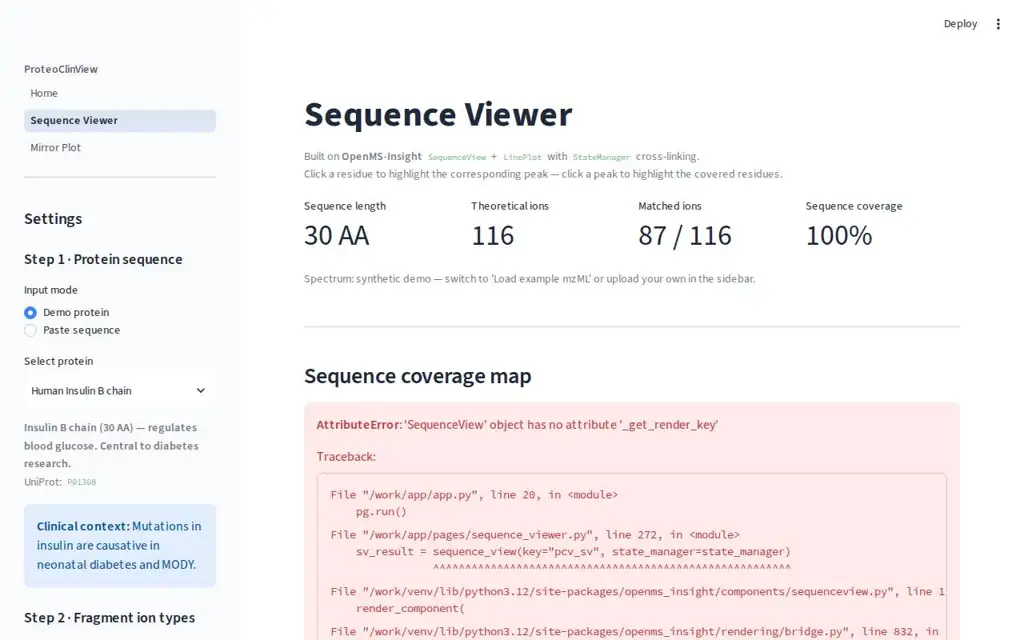 Deploy
ProteoClinView
Home
Sequence Viewer
Mirror Plot
Settings
Step 1 · Protein sequence
Input mode
Demo protein
Paste sequence
Select protein
Human Insulin B chain
Insulin B chain (30 AA) — regulates
blood glucose. Central to diabetes
research.
UniProt: P01308
Clinical context: Mutations in
insulin are causative in
neonatal diabetes and MODY.
Step 2 · Fragment ion types
Sequence Viewer
Built on OpenMS-Insight SequenceView + LinePlot with StateManager cross-linking.
Click a residue to highlight the corresponding peak — click a peak to highlight the covered residues.
Sequence length
30 AA
Theoretical ions
116
Matched ions
87 / 116
Sequence coverage
100%
Spectrum: synthetic demo — switch to 'Load example mzML' or upload your own in the sidebar.
Sequence coverage map
AttributeError: 'SequenceView' object has no attribute '_get_render_key'
Traceback:
File "/work/app/app.py", line 20, in <module>
pg.run()
File "/work/app/pages/sequence_viewer.py", line 272, in <module>
sv_result = sequence_view(key="pcv_sv", state_manager=state_manager)
^^^^^^^^^^^^^^^^^^^^^^^^^^^^^^^^^^^^^^^^^^^^^^^^^^^^^^^^
File "/work/venv/lib/python3.12/site-packages/openms_insight/components/sequenceview.py", line 1
render_component(
File "/work/venv/lib/python3.12/site-packages/openms_insight/rendering/bridge.py", line 832, in